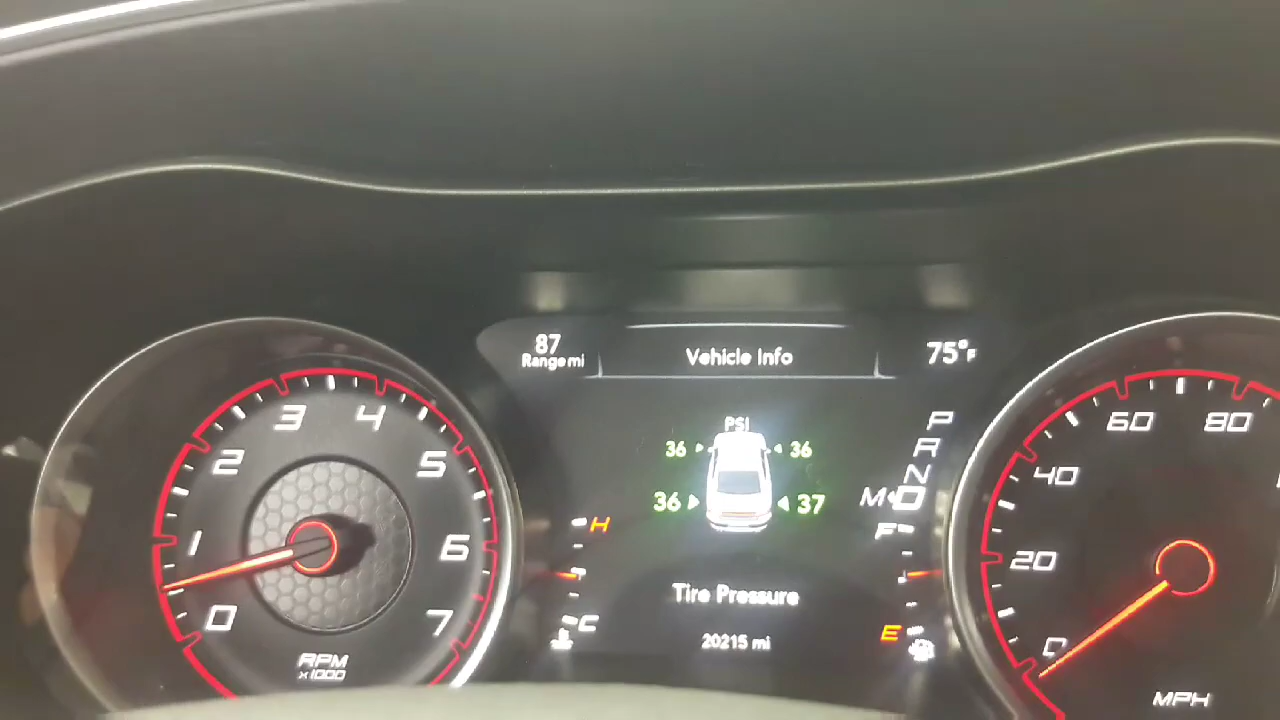 87
Range mi
Vehicle Info
75°F
PSI
36 36
36 37
Tire Pressure
20215 mi
P
A
N
M D
H
C
F
E
0
1
2
3
4
5
6
7
RPM
x1000
0
20
40
60
80
MPH